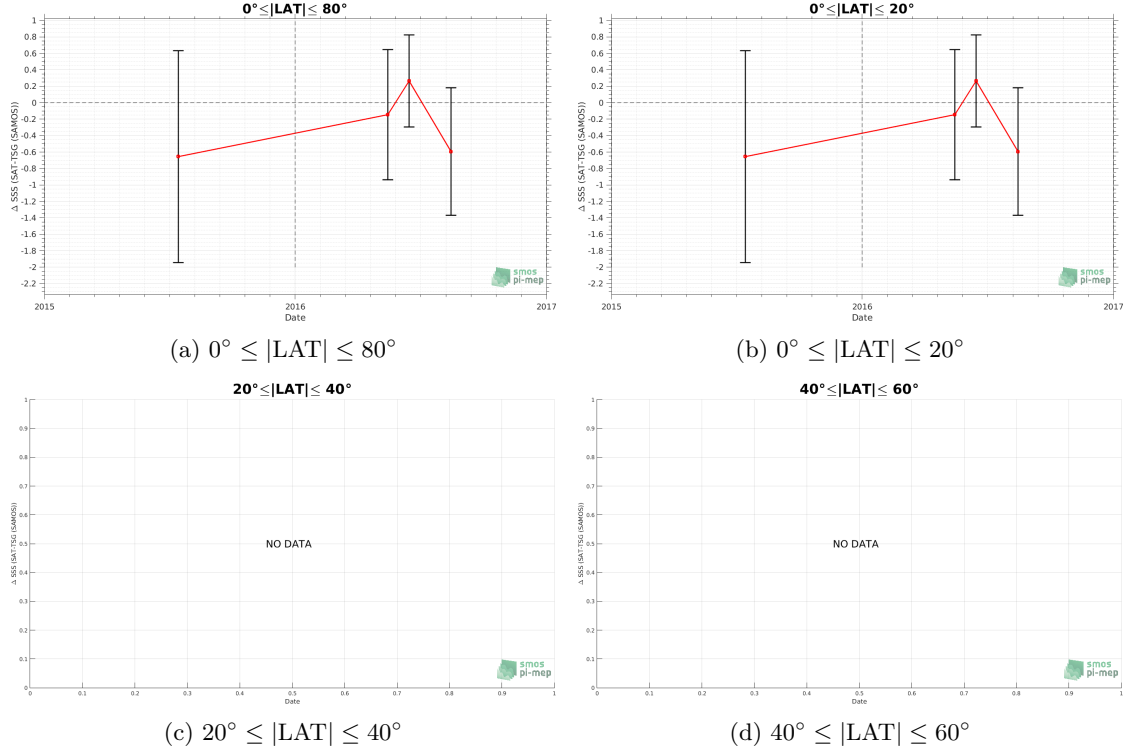 0°≤|LAT|≤ 80°
1
0.8
0.6
0.4
0.2
0
-0.2
-0.4
-0.6
-0.8
-1
-1.2
-1.4
-1.6
-1.8
-2
-2.2
Δ SSS (SAT-TSG (SAMOS))
smos
pi-mep
2015 2016 2017
Date
(a) 0° ≤ |LAT| ≤ 80°
0°≤|LAT|≤ 20°
1
0.8
0.6
0.4
0.2
0
-0.2
-0.4
-0.6
-0.8
-1
-1.2
-1.4
-1.6
-1.8
-2
-2.2
Δ SSS (SAT-TSG (SAMOS))
smos
pi-mep
2015 2016 2017
Date
(b) 0° ≤ |LAT| ≤ 20°
20°≤|LAT|≤ 40°
1
0.9
0.8
0.7
0.6
0.5
0.4
0.3
0.2
0.1
0
Δ SSS (SAT-TSG (SAMOS))
NO DATA
smos
pi-mep
0 0.1 0.2 0.3 0.4 0.5 0.6 0.7 0.8 0.9 1
Date
(c) 20° ≤ |LAT| ≤ 40°
40°≤|LAT|≤ 60°
1
0.9
0.8
0.7
0.6
0.5
0.4
0.3
0.2
0.1
0
Δ SSS (SAT-TSG (SAMOS))
NO DATA
smos
pi-mep
0 0.1 0.2 0.3 0.4 0.5 0.6 0.7 0.8 0.9 1
Date
(d) 40° ≤ |LAT| ≤ 60°